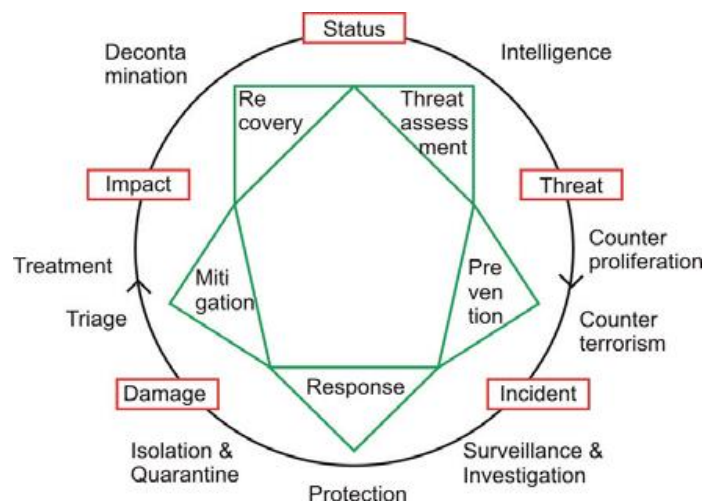 Status
Deconta
mination
Intelligence
Re
covery
Threat
assess
ment
Impact
Threat
Counter
proliferation
Treatment
Miti
gation
Pre
ven
tion
Triage
Counter
terrorism
Damage
Response
Incident
Isolation &
Quarantine
Surveillance &
Investigation
Protection